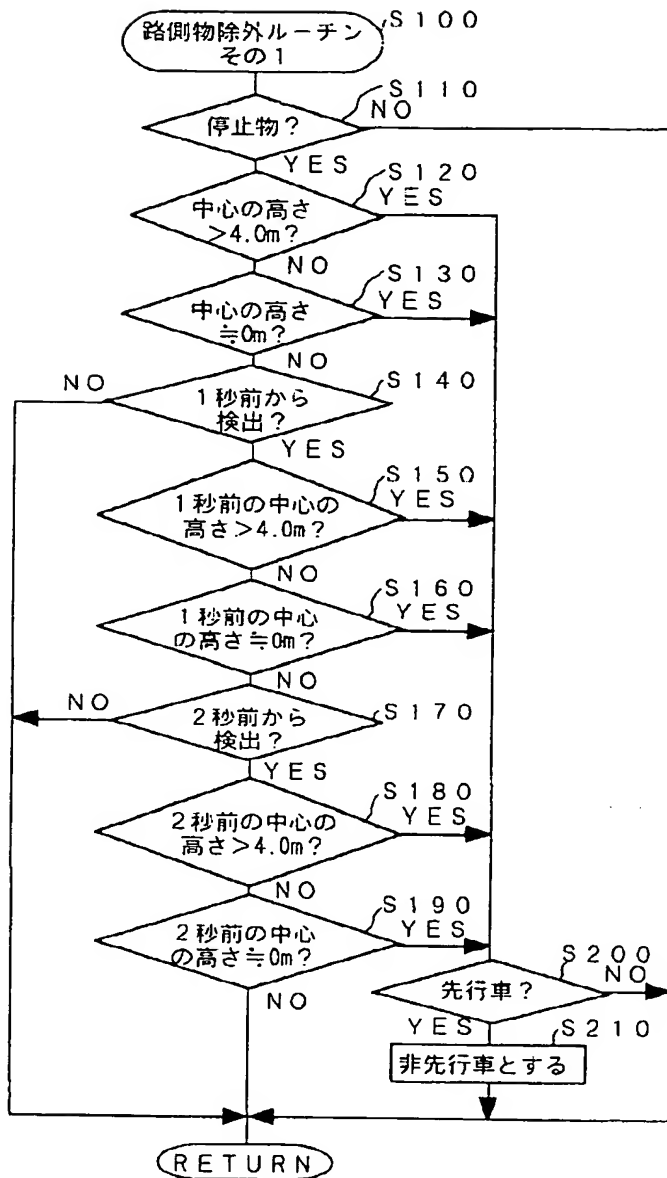 路側物除外ルーチン
その1
S100
S110
NO
停止物?
YES
S120
YES
中心の高さ
>4.0m?
NO
S130
YES
中心の高さ
≒0m?
NO
NO
S140
1秒前から
検出?
YES
S150
YES
1秒前の中心の
高さ>4.0m?
NO
S160
YES
1秒前の中心
の高さ≒0m?
NO
NO
S170
2秒前から
検出?
YES
S180
YES
2秒前の中心の
高さ>4.0m?
NO
S190
YES
2秒前の中心
の高さ≒0m?
NO
S200
NO
先行車?
YES
S210
非先行車とする
RETURN